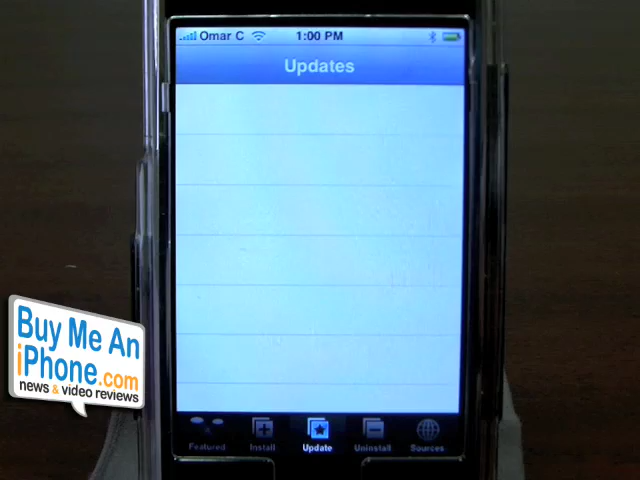 Omar C 1:00 PM
Updates
Featured Install Update Uninstall Sources
Buy Me An
iPhone.com
news & video reviews